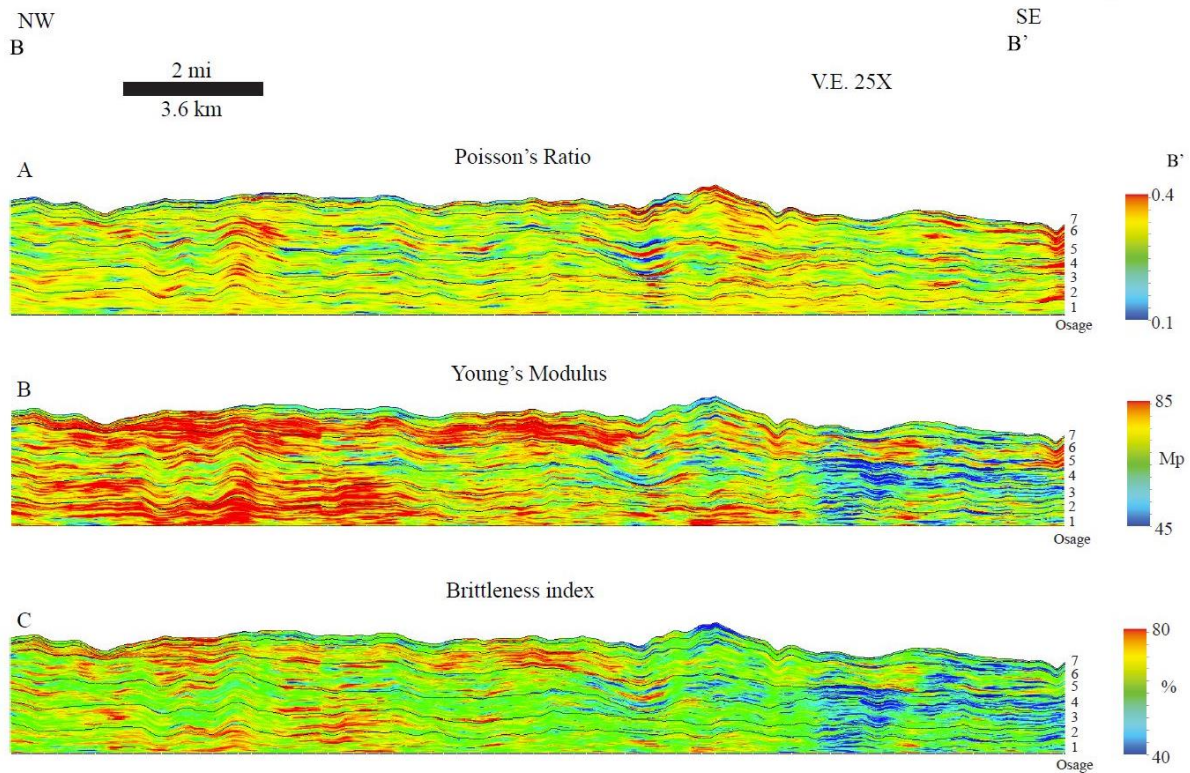 NW
SE
B
B’
2 mi
V.E. 25X
3.6 km
A
Poisson’s Ratio
B’
0.4
7
6
5
4
3
2
1
0.1
Osage
B
Young’s Modulus
85
7
6
5
Mp
4
3
2
1
45
Osage
C
Brittleness index
80
7
6
5
%
4
3
2
1
40
Osage